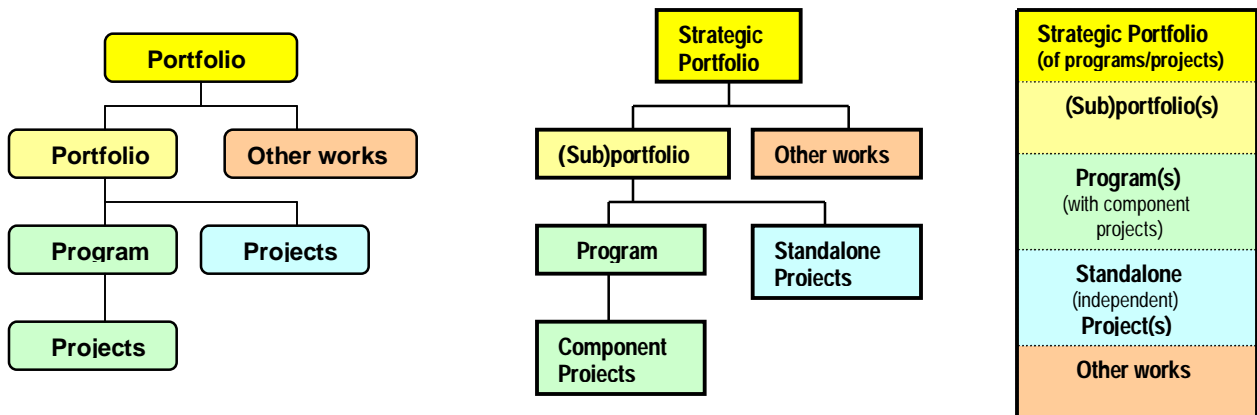 Portfolio
Portfolio
Other works
Program
Projects
Projects
Strategic
Portfolio
(Sub)portfolio
Other works
Program
Standalone
Projects
Component
Projects
Strategic Portfolio
(of programs/projects)
(Sub)portfolio(s)
Program(s)
(with component
projects)
Standalone
(independent)
Project(s)
Other works